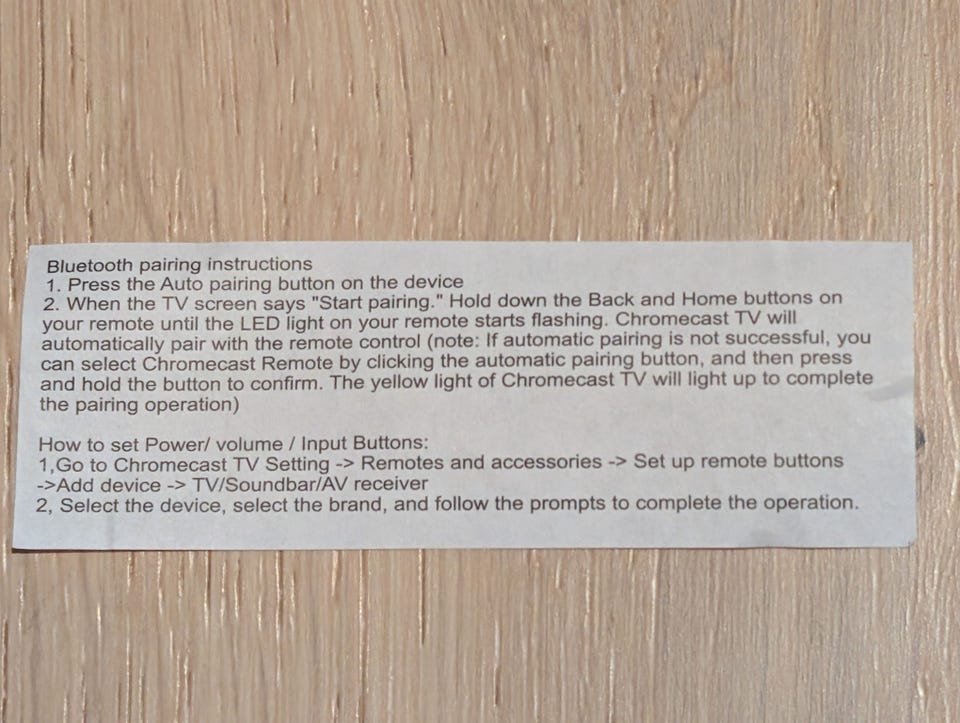 Bluetooth pairing instructions
1. Press the Auto pairing button on the device
2. When the TV screen says "Start pairing." Hold down the Back and Home buttons on
your remote until the LED light on your remote starts flashing. Chromecast TV will
automatically pair with the remote control (note: If automatic pairing is not successful, you
can select Chromecast Remote by clicking the automatic pairing button, and then press
and hold the button to confirm. The yellow light of Chromecast TV will light up to complete
the pairing operation)
How to set Power/ volume / Input Buttons:
1,Go to Chromecast TV Setting -> Remotes and accessories -> Set up remote buttons
->Add device -> TV/Soundbar/AV receiver
2, Select the device, select the brand, and follow the prompts to complete the operation.